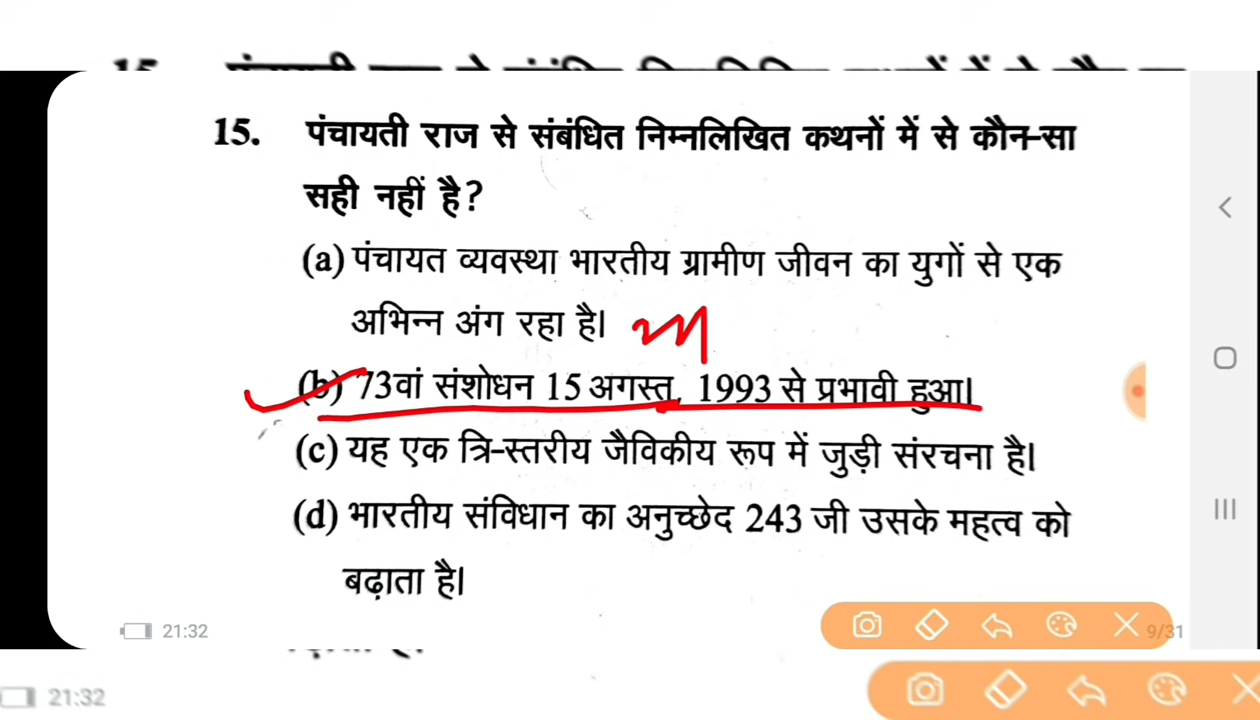 15. पंचायती राज से संबंधित निम्नलिखित कथनों में से कौन-सा
सही नहीं है?
(a) पंचायत व्यवस्था भारतीय ग्रामीण जीवन का युगों से एक
अभिन्न अंग रहा है।
(b) 73वां संशोधन 15 अगस्त, 1993 से प्रभावी हुआ।
(c) यह एक त्रि-स्तरीय जैविकीय रूप में जुड़ी संरचना है।
(d) भारतीय संविधान का अनुच्छेद 243 जी उसके महत्व को
बढ़ाता है।
21:32
9/31
21:32